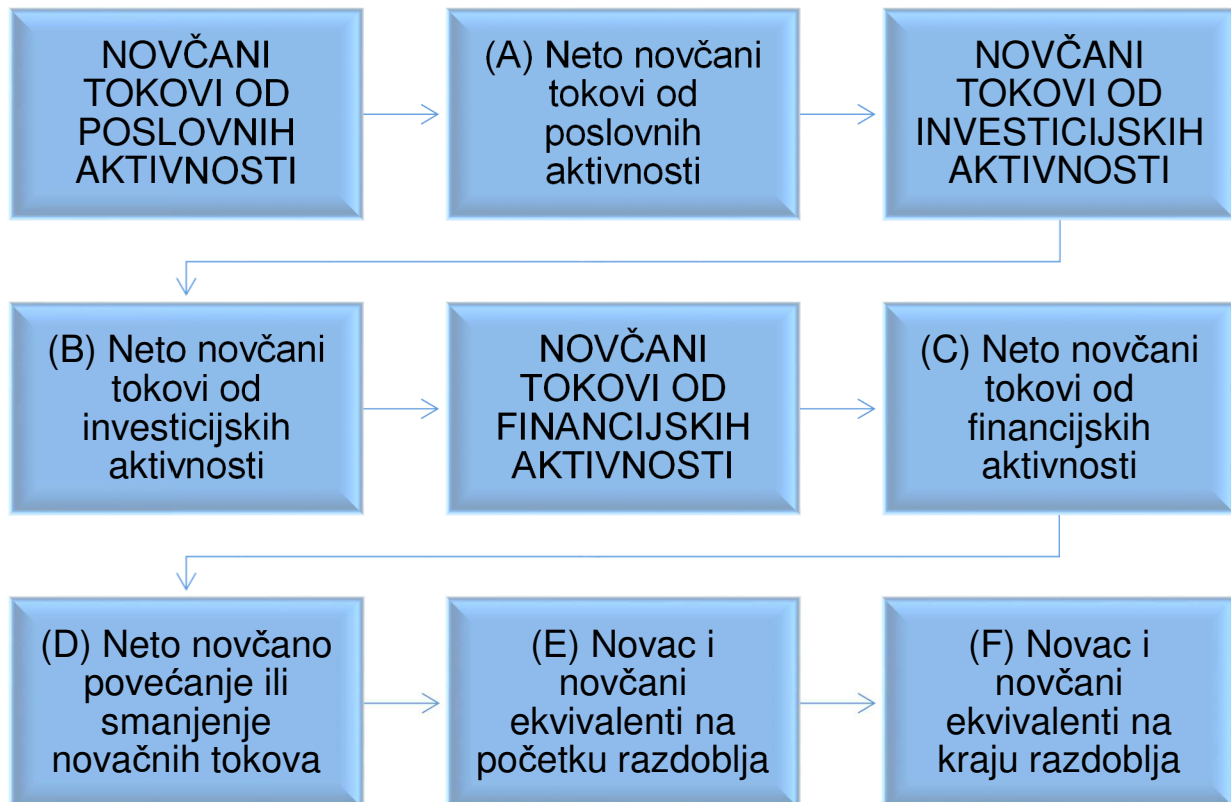 NOVČANI
TOKOVI OD
POSLOVNIH
AKTIVNOSTI
(A) Neto novčani
tokovi od
poslovnih
aktivnosti
NOVČANI
TOKOVI OD
INVESTICIJSKIH
AKTIVNOSTI
(B) Neto novčani
tokovi od
investicijskih
aktivnosti
NOVČANI
TOKOVI OD
FINANCIJSKIH
AKTIVNOSTI
(C) Neto novčani
tokovi od
financijskih
aktivnosti
(D) Neto novčano
povećanje ili
smanjenje
novačnih tokova
(E) Novac i
novčani
ekvivalenti na
početku razdoblja
(F) Novac i
novčani
ekvivalenti na
kraju razdoblja